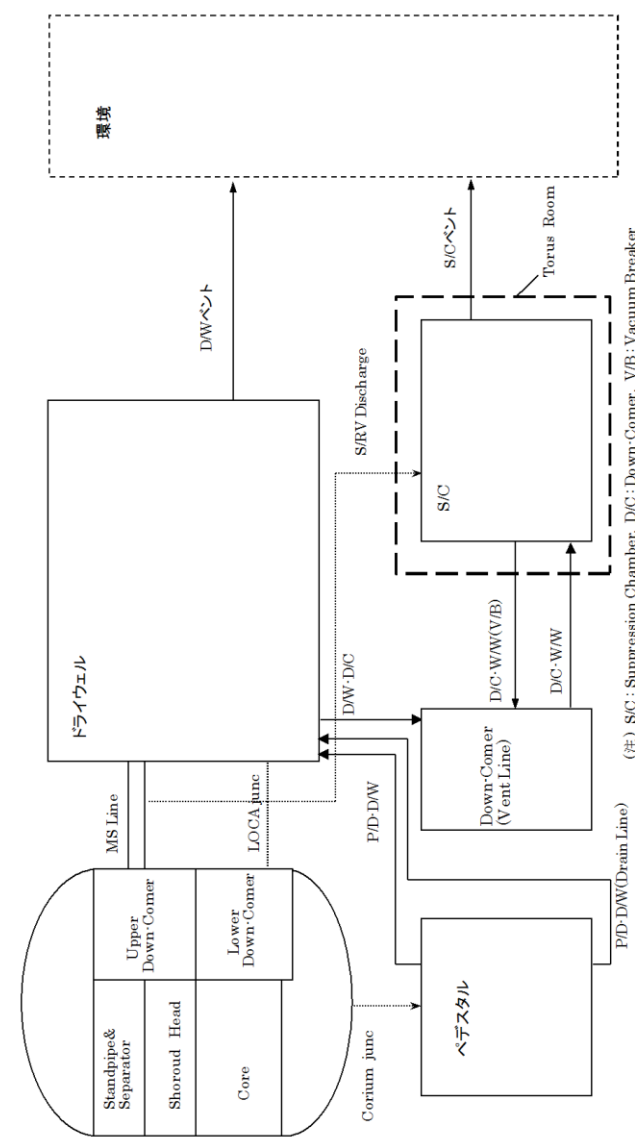 環境
D/Wベント
S/Cベント
Torus Room
ドライウェル
S/RV Discharge
S/C
MS Line
LOCA junc
D/W·D/C
D/C·W/W(V/B)
D/C·W/W
P/D·D/W
Down·Comer
(Vent Line)
Upper
Down·Comer
Lower
Down·Comer
Standpipe&
Separator
Shoroud Head
Core
Corium junc
ペデスタル
P/D·D/W(Drain Line)
(注) S/C : Suppression Chamber, D/C : Down·Comer, V/B : Vacuum Breaker